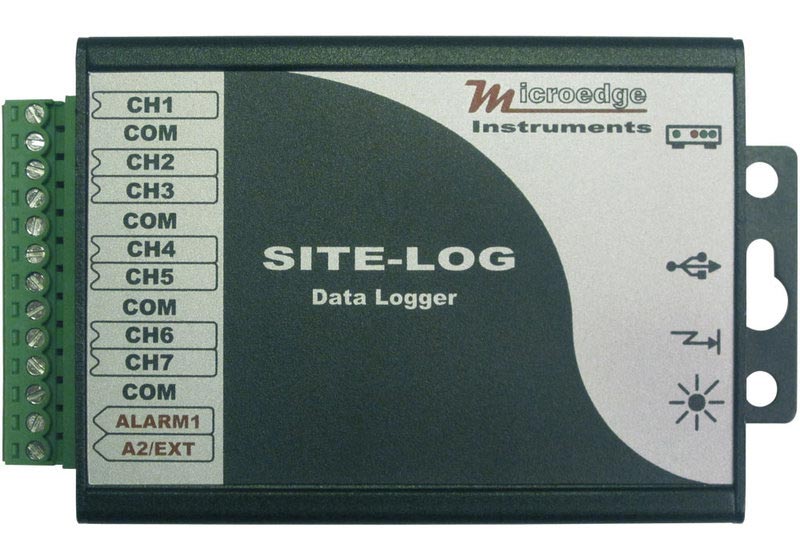 CH1
COM
CH2
CH3
COM
CH4
CH5
COM
CH6
CH7
COM
ALARM1
A2/EXT
Microedge
Instruments
SITE-LOG
Data Logger